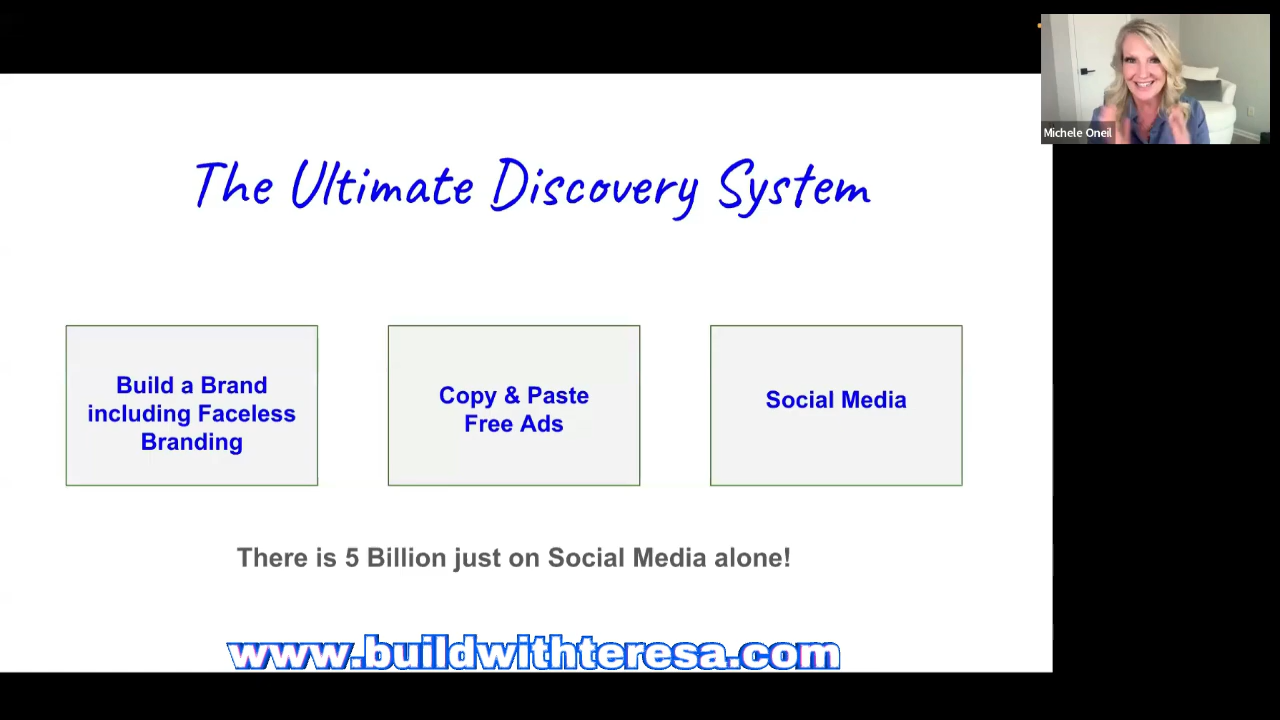 Michele Oneil
The Ultimate Discovery System
Build a Brand
including Faceless
Branding
Copy & Paste
Free Ads
Social Media
There is 5 Billion just on Social Media alone!
www.buildwithteresa.com